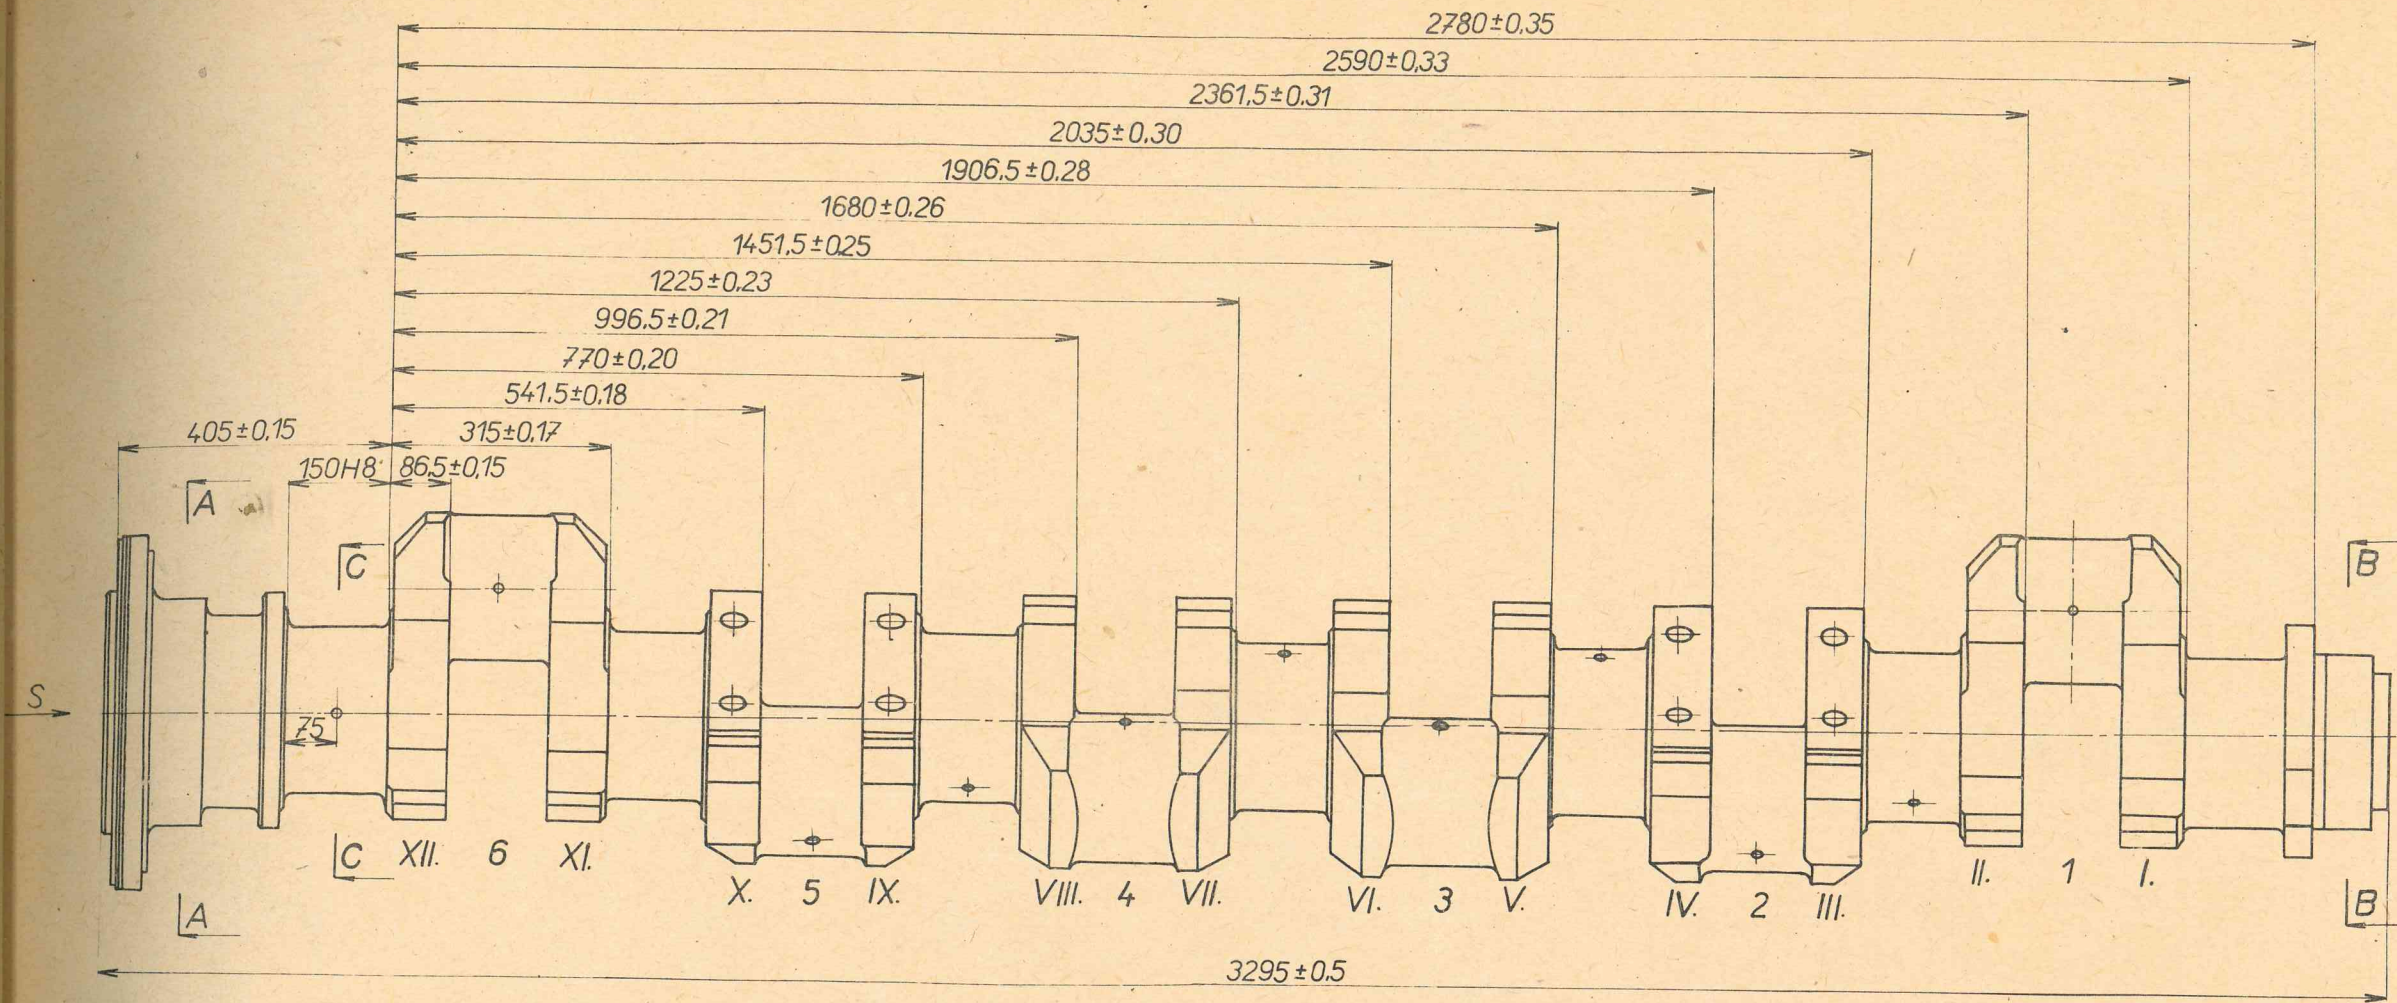 2780±0,35
2590±0,33
2361,5±0.31
2035±0,30
1906,5±0.28
1680±0.26
1451,5±0.25
1225±0,23
996,5±0,21
770±0,20
541,5±0,18
405±0,15 315±0,17
150H8 86,5±0,15
A
C B
S
75
C XII. 6 XI.
X. 5 IX. VIII. 4 VII. VI. 3 V. IV. 2 III. II. 1 I.
A B
3295±0.5